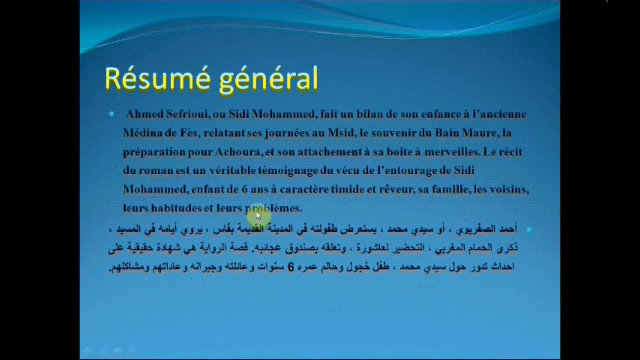 Résumé général
Ahmed Sefrioui, ou Sidi Mohammed, fait un bilan de son enfance à l'ancienne
Médina de Fès, relatant ses journées au Msid, le souvenir du Bain Maure, la
préparation pour Achoura, et son attachement à sa boite à merveilles. Le récit
du roman est un véritable témoignage du vécu de l'entourage de Sidi
Mohammed, enfant de 6 ans à caractère timide et rêveur, sa famille, les voisins,
leurs habitudes et leurs problèmes.
أحمد الصفريوي ، أو سيدي محمد ، يستعرض طفولته في المدينة القديمة بفاس ، يروي أيامه في المسيد ،
ذكرى الحمام المغربي ، التحضير لعاشورة ، وتعلقه بصندوق عجائبه. قصة الرواية هي شهادة حقيقية على
احداث تدور حول سيدي محمد ، طفل خجول وحالم عمره 6 سنوات وعائلته وجيرانه وعاداتهم ومشاكلهم.